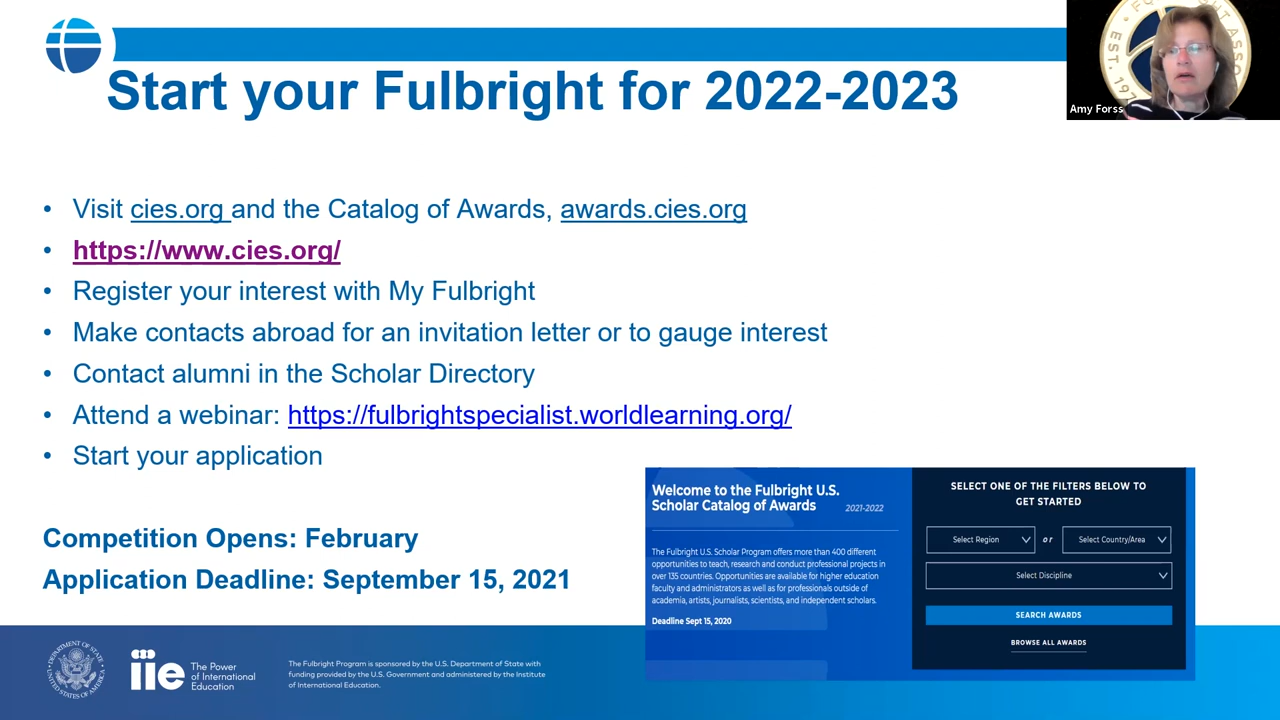 Start your Fulbright for 2022-2023
Amy Forss
• Visit cies.org and the Catalog of Awards, awards.cies.org
• https://www.cies.org/
• Register your interest with My Fulbright
• Make contacts abroad for an invitation letter or to gauge interest
• Contact alumni in the Scholar Directory
• Attend a webinar: https://fulbrightspecialist.worldlearning.org/
• Start your application
Competition Opens: February
Application Deadline: September 15, 2021
Welcome to the Fulbright U.S.
Scholar Catalog of Awards 2021-2022
The Fulbright U.S. Scholar Program offers more than 400 different
opportunities to teach, research and conduct professional projects in
over 135 countries. Opportunities are available for higher education
faculty and administrators as well as for professionals outside of
academia, artists, journalists, scientists, and independent scholars.
Deadline Sept 15, 2020
SELECT ONE OF THE FILTERS BELOW TO
GET STARTED
Select Region or Select Country/Area
Select Discipline
SEARCH AWARDS
BROWSE ALL AWARDS
DEPARTMENT OF STATE
UNITED STATES OF AMERICA
iie
The Power
of International
Education
The Fulbright Program is sponsored by the U.S. Department of State with
funding provided by the U.S. Government and administered by the Institute
of International Education.